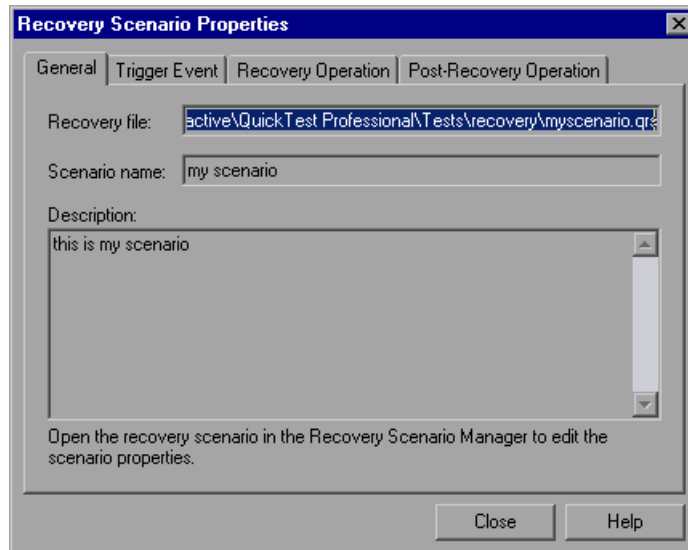 Recovery Scenario Properties
General Trigger Event Recovery Operation Post-Recovery Operation
Recovery file: active\QuickTest Professional\Tests\recovery\myscenario.qrs
Scenario name: my scenario
Description:
this is my scenario
Open the recovery scenario in the Recovery Scenario Manager to edit the
scenario properties.
Close Help